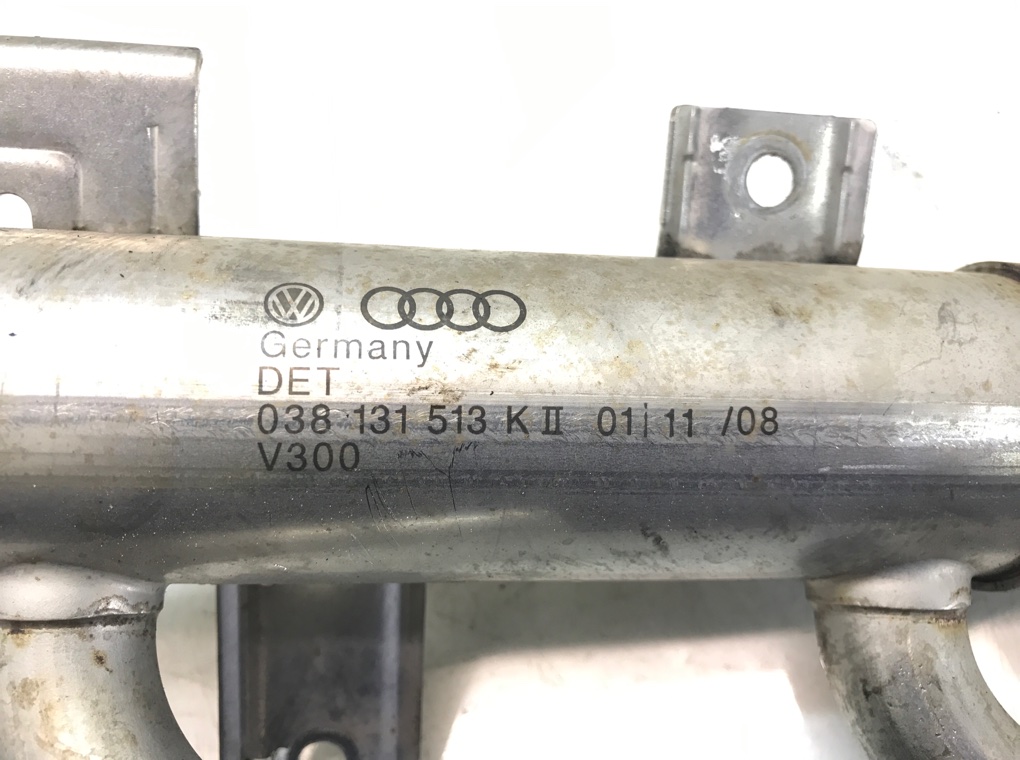 Germany
DET
038 131 513 K II 01 11 /08
V300